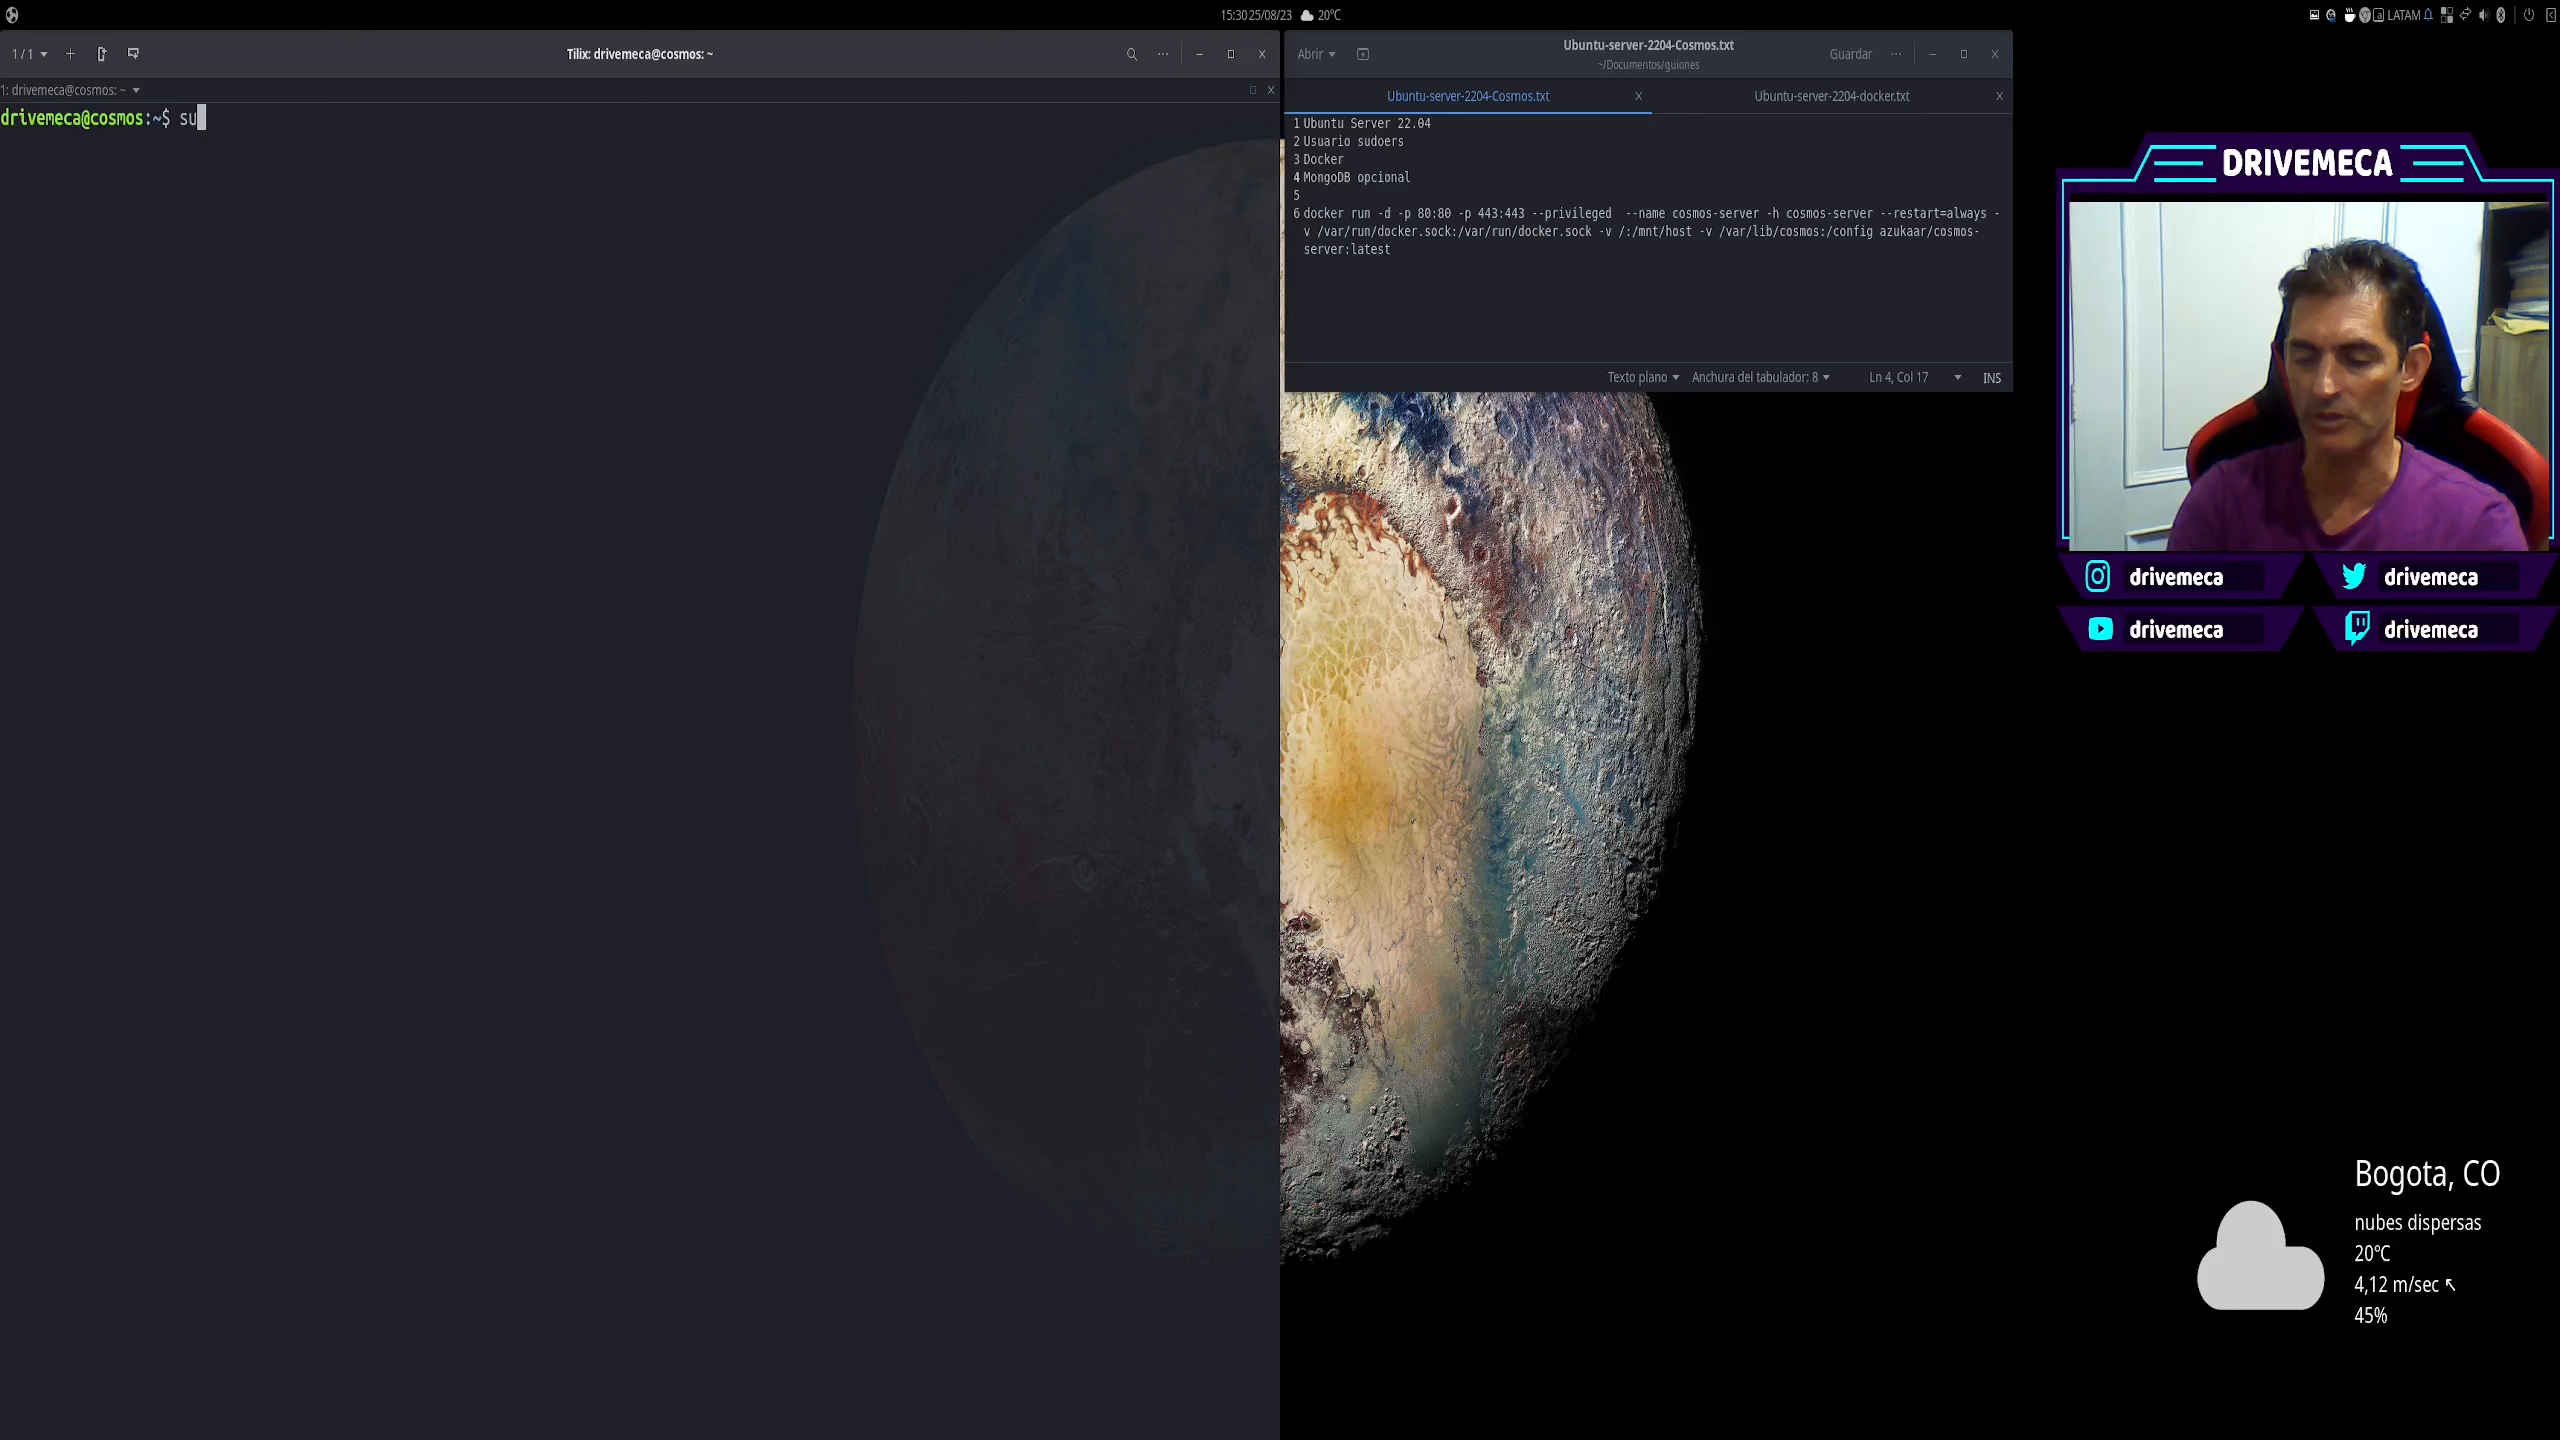 15:30 25/08/23 20°C
LATAM
1 / 1
Tilix: drivemeca@cosmos: ~
1: drivemeca@cosmos: ~
drivemeca@cosmos:~$ su
Abrir
Ubuntu-server-2204-Cosmos.txt
~/Documentos/guiones
Guardar
Ubuntu-server-2204-Cosmos.txt
Ubuntu-server-2204-docker.txt
1 Ubuntu Server 22.04
2 Usuario sudoers
3 Docker
4 MongoDB opcional
5
6 docker run -d -p 80:80 -p 443:443 --privileged  --name cosmos-server -h cosmos-server --restart=always -
v /var/run/docker.sock:/var/run/docker.sock -v /:/mnt/host -v /var/lib/cosmos:/config azukaar/cosmos-
server:latest
Texto plano
Anchura del tabulador: 8
Ln 4, Col 17
INS
DRIVEMECA
drivemeca
drivemeca
drivemeca
drivemeca
Bogota, CO
nubes dispersas
20°C
4,12 m/sec ↖
45%